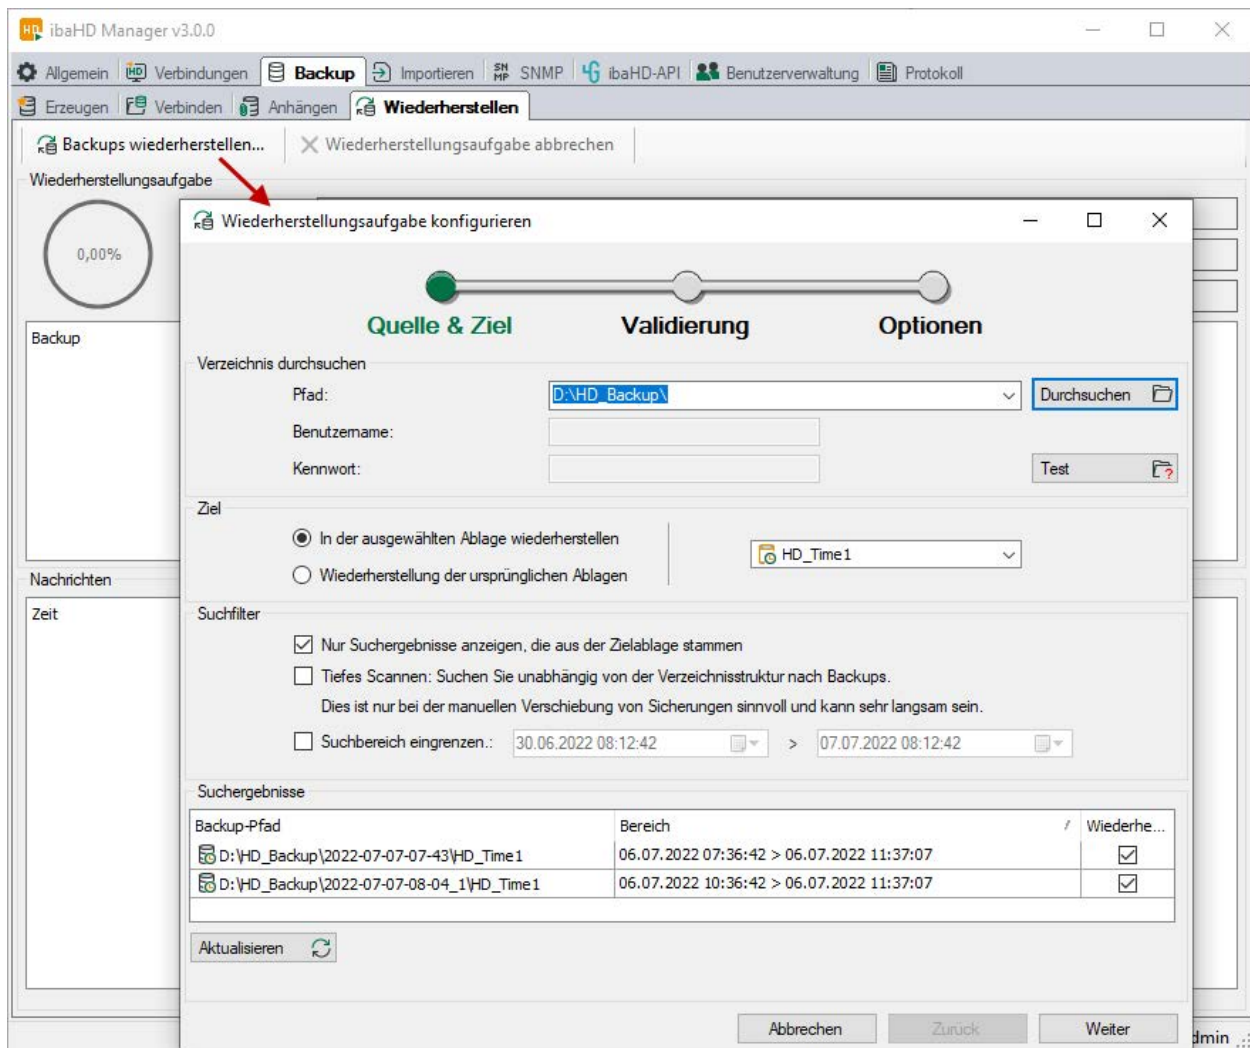 ibaHD Manager v3.0.0
Allgemein HD Verbindungen Backup Importieren SNMP SNMP ibaHD-API Benutzerverwaltung Protokoll
Erzeugen Verbinden Anhängen Wiederherstellen
Backups wiederherstellen... Wiederherstellungsaufgabe abbrechen
Wiederherstellungsaufgabe
0,00%
Backup
Nachrichten
Zeit
Wiederherstellungsaufgabe konfigurieren
Quelle & Ziel Validierung Optionen
Verzeichnis durchsuchen
Pfad: D:\HD_Backup\ Durchsuchen
Benutzername:
Kennwort: Test
Ziel
In der ausgewählten Ablage wiederherstellen HD_Time1
Wiederherstellung der ursprünglichen Ablagen
Suchfilter
Nur Suchergebnisse anzeigen, die aus der Zielablage stammen
Tiefes Scannen: Suchen Sie unabhängig von der Verzeichnisstruktur nach Backups.
Dies ist nur bei der manuellen Verschiebung von Sicherungen sinnvoll und kann sehr langsam sein.
Suchbereich eingrenzen.: 30.06.2022 08:12:42 > 07.07.2022 08:12:42
Suchergebnisse
Backup-Pfad Bereich / Wiederhe...
D:\HD_Backup\2022-07-07-07-43\HD_Time1 06.07.2022 07:36:42 > 06.07.2022 11:37:07
D:\HD_Backup\2022-07-07-08-04_1\HD_Time1 06.07.2022 10:36:42 > 06.07.2022 11:37:07
Aktualisieren
Abbrechen Zurück Weiter
dmin